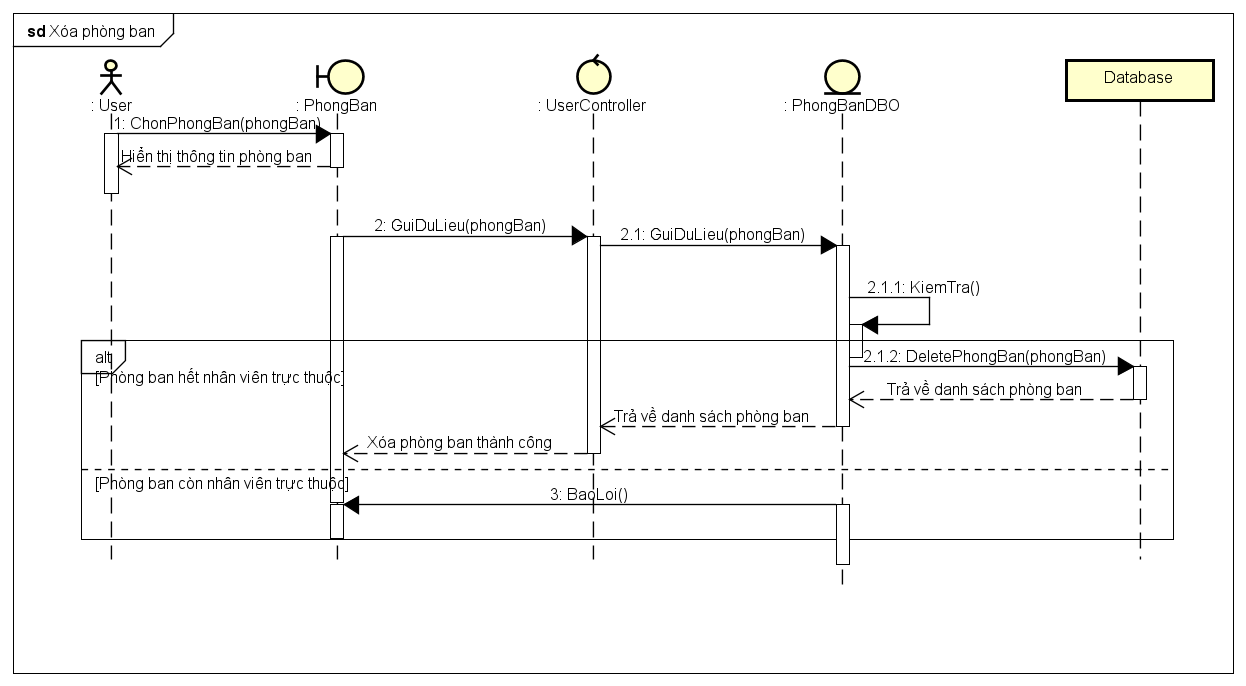 sd Xóa phòng ban
: User
: PhongBan
: UserController
: PhongBanDBO
Database
1: ChonPhongBan(phongBan)
Hiển thị thông tin phòng ban
2: GuiDuLieu(phongBan)
2.1: GuiDuLieu(phongBan)
2.1.1: KiemTra()
alt
2.1.2: DeletePhongBan(phongBan)
[Phòng ban hết nhân viên trực thuộc]
Trả về danh sách phòng ban
Trả về danh sách phòng ban
Xóa phòng ban thành công
[Phòng ban còn nhân viên trực thuộc]
3: BaoLoi()